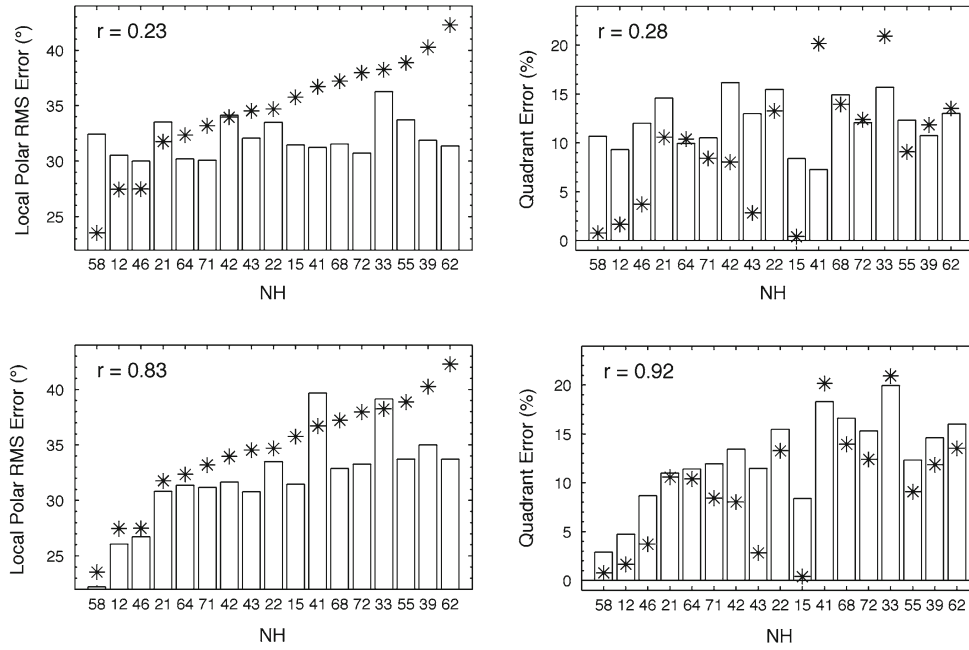 r = 0.23
Local Polar RMS Error (°)
40
35
30
25
58 12 46 21 64 71 42 43 22 15 41 68 72 33 55 39 62
NH
r = 0.28
Quadrant Error (%)
20
15
10
5
0
58 12 46 21 64 71 42 43 22 15 41 68 72 33 55 39 62
NH
r = 0.83
Local Polar RMS Error (°)
40
35
30
25
58 12 46 21 64 71 42 43 22 15 41 68 72 33 55 39 62
NH
r = 0.92
Quadrant Error (%)
20
15
10
5
0
58 12 46 21 64 71 42 43 22 15 41 68 72 33 55 39 62
NH